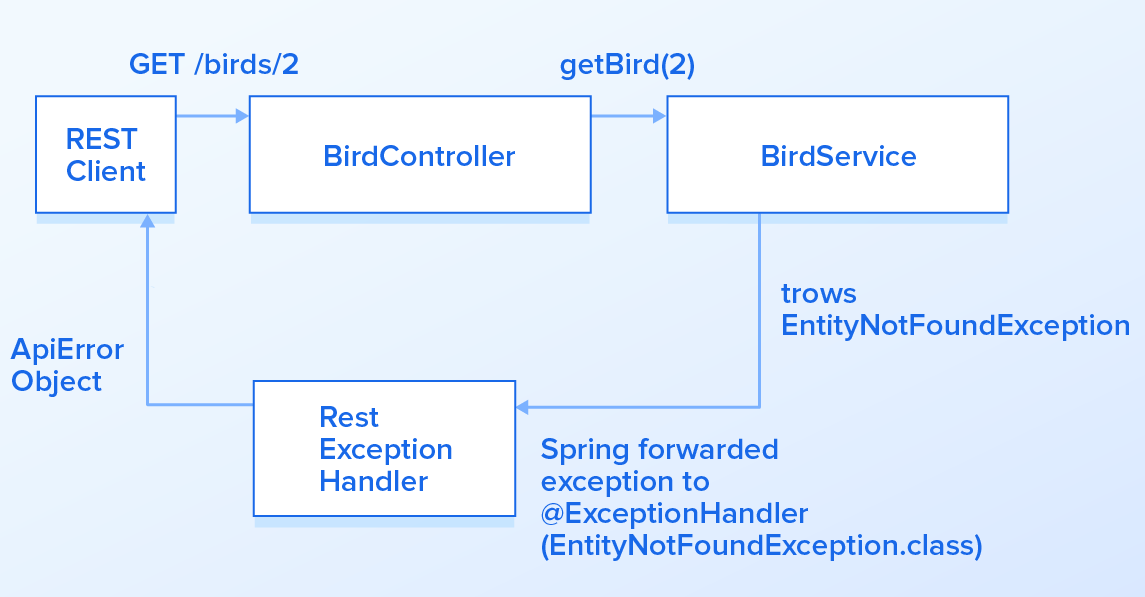 GET /birds/2
getBird(2)
REST
Client
BirdController
BirdService
trows
EntityNotFoundException
ApiError
Object
Rest
Exception
Handler
Spring forwarded
exception to
@ExceptionHandler
(EntityNotFoundException.class)